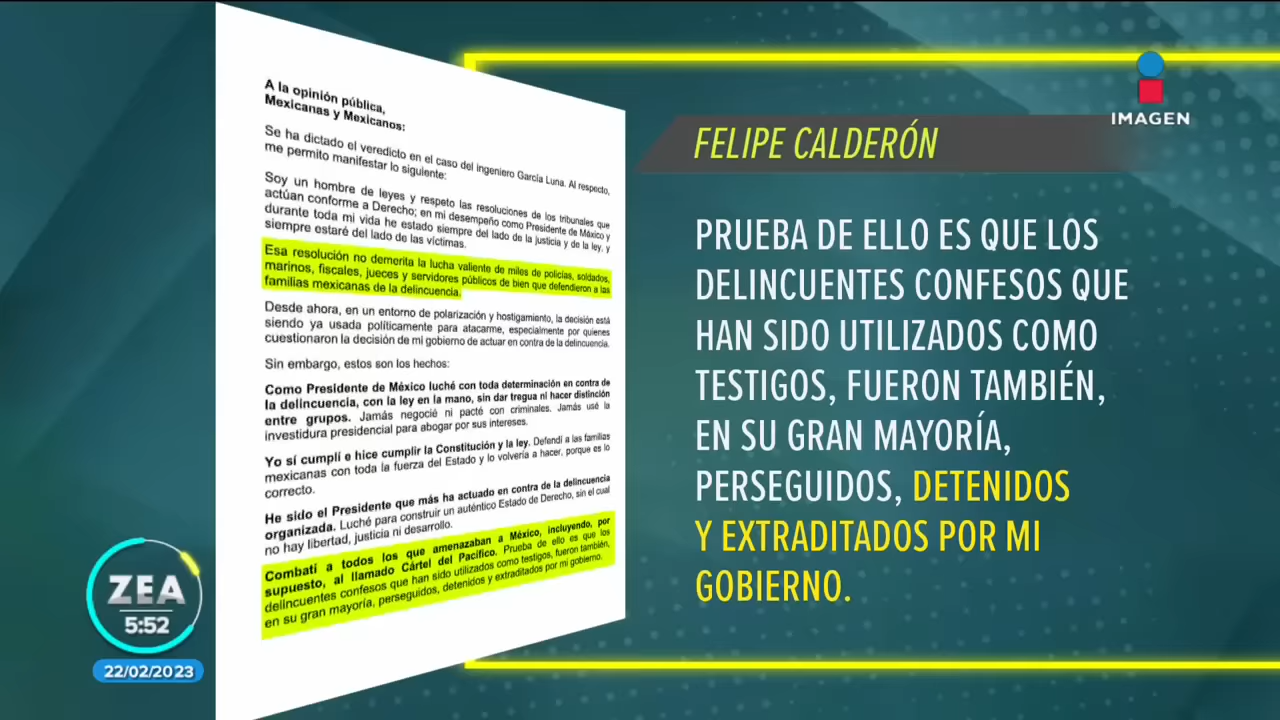 A la opinión pública,
Mexicanas y Mexicanos:
Se ha dictado el veredicto en el caso del ingeniero García Luna. Al respecto,
me permito manifestar lo siguiente:
Soy un hombre de leyes y respeto las resoluciones de los tribunales que
actúan conforme a Derecho; en mi desempeño como Presidente de México y
durante toda mi vida he estado siempre del lado de la justicia y de la ley, y
siempre estaré del lado de las víctimas.
Esa resolución no demerita la lucha valiente de miles de policías, soldados,
marinos, fiscales, jueces y servidores públicos de bien que defendieron a las
familias mexicanas de la delincuencia.
Desde ahora, en un entorno de polarización y hostigamiento, la decisión está
siendo ya usada políticamente para atacarme, especialmente por quienes
cuestionaron la decisión de mi gobierno de actuar en contra de la delincuencia.
Sin embargo, estos son los hechos:
Como Presidente de México luché con toda determinación en contra de
la delincuencia, con la ley en la mano, sin dar tregua ni hacer distinción
entre grupos. Jamás negocié ni pacté con criminales. Jamás usé la
investidura presidencial para abogar por sus intereses.
Yo sí cumplí e hice cumplir la Constitución y la ley. Defendí a las familias
mexicanas con toda la fuerza del Estado y lo volvería a hacer, porque es lo
correcto.
He sido el Presidente que más ha actuado en contra de la delincuencia
organizada. Luché para construir un auténtico Estado de Derecho, sin el cual
no hay libertad, justicia ni desarrollo.
Combatí a todos los que amenazaban a México, incluyendo, por
supuesto, al llamado Cártel del Pacífico. Prueba de ello es que los
delincuentes confesos que han sido utilizados como testigos, fueron también,
en su gran mayoría, perseguidos, detenidos y extraditados por mi gobierno.
IMAGEN
FELIPE CALDERÓN
PRUEBA DE ELLO ES QUE LOS
DELINCUENTES CONFESOS QUE
HAN SIDO UTILIZADOS COMO
TESTIGOS, FUERON TAMBIÉN,
EN SU GRAN MAYORÍA,
PERSEGUIDOS, DETENIDOS
Y EXTRADITADOS POR MI
GOBIERNO.
ZEA
5:52
22/02/2023